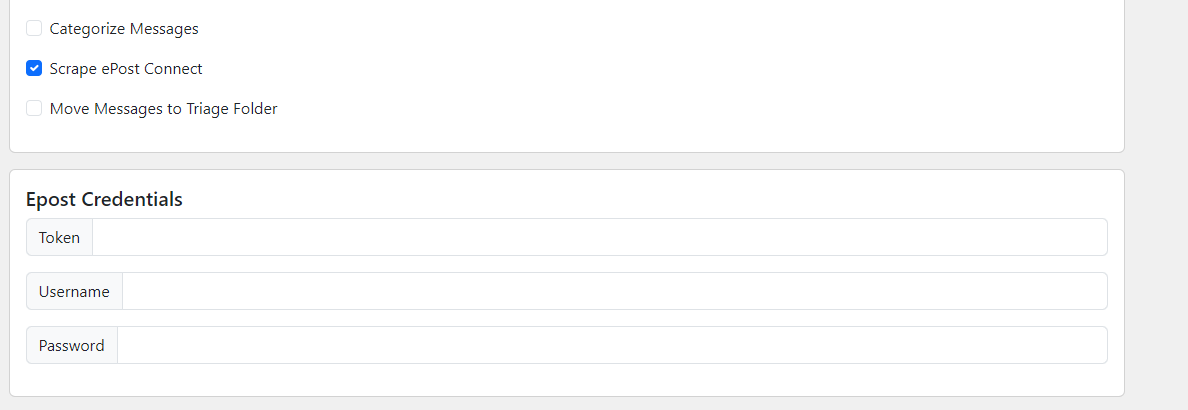 Categorize Messages
Scrape ePost Connect
Move Messages to Triage Folder
Epost Credentials
Token
Username
Password